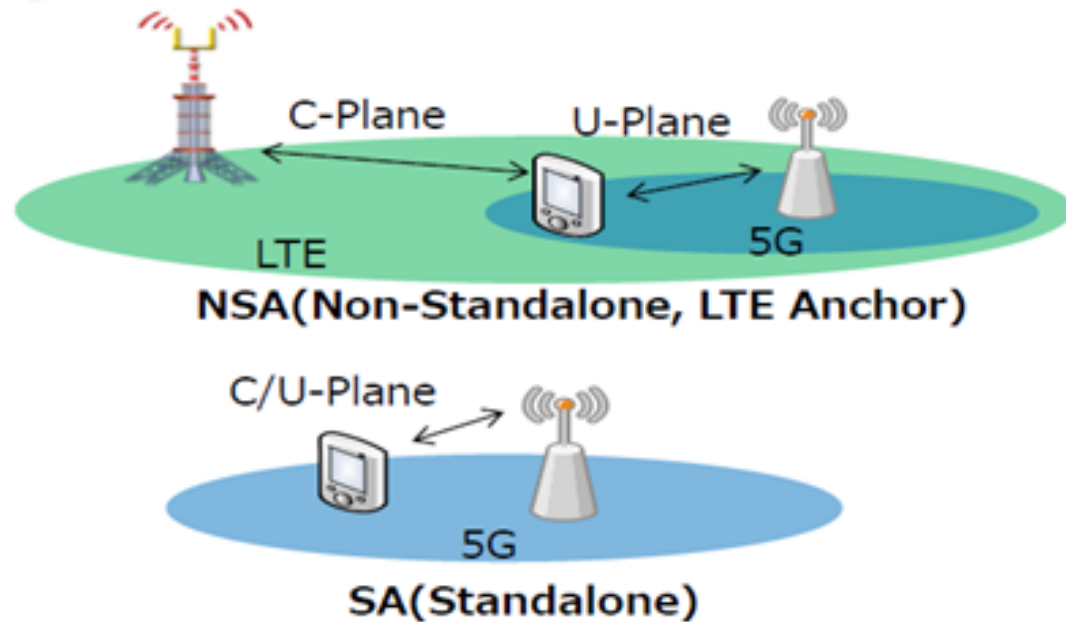 C-Plane
U-Plane
LTE
5G
NSA(Non-Standalone, LTE Anchor)
C/U-Plane
5G
SA(Standalone)